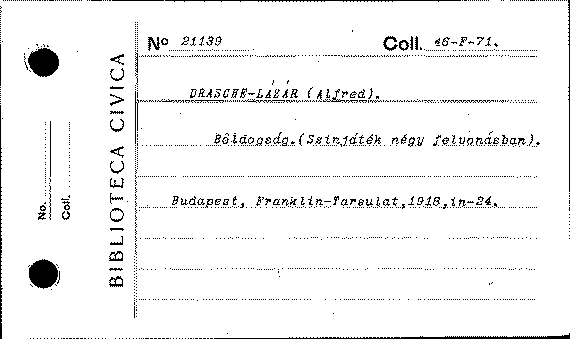 No 21139 Coll. 46-F-71.
DRASCHE-LÁZÁR (Alfred).
Bòldogság.(Szinjáték négy felvonásban).
Budapest, Franklin-Tarsulat,1918,in-24.
BIBLIOTECA CIVICA
No.
Coll.